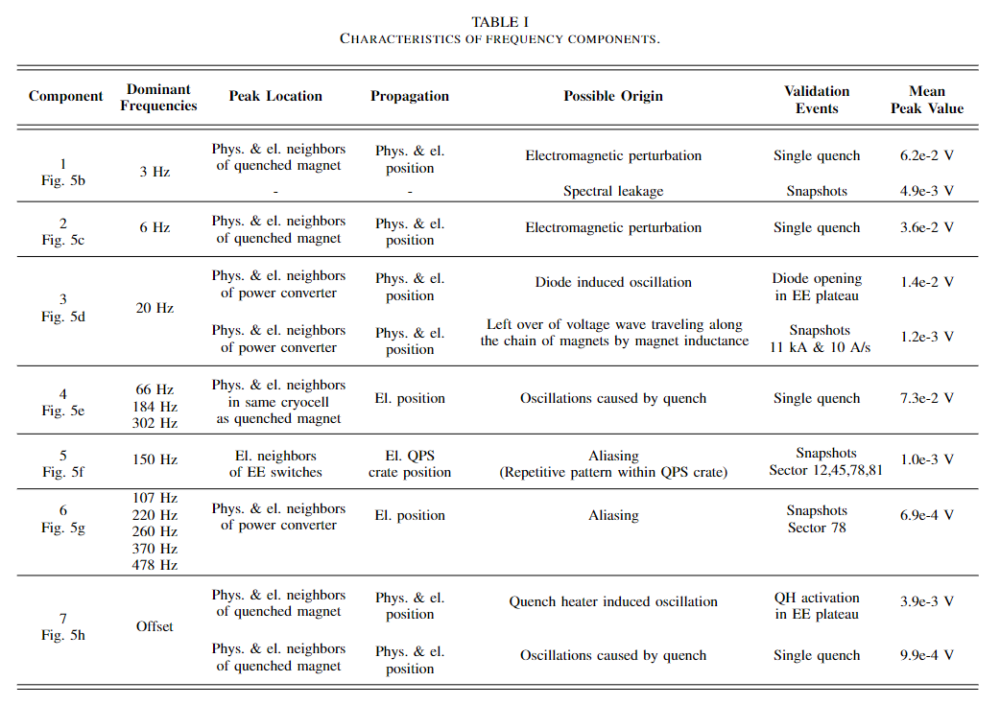 TABLE I
CHARACTERISTICS OF FREQUENCY COMPONENTS.
Component Dominant Frequencies Peak Location Propagation Possible Origin Validation Events Mean Peak Value
1
Fig. 5b
3 Hz
Phys. & el. neighbors
of quenched magnet
Phys. & el.
position
Electromagnetic perturbation
Single quench
6.2e-2 V
-
-
Spectral leakage
Snapshots
4.9e-3 V
2
Fig. 5c
6 Hz
Phys. & el. neighbors
of quenched magnet
Phys. & el.
position
Electromagnetic perturbation
Single quench
3.6e-2 V
3
Fig. 5d
20 Hz
Phys. & el. neighbors
of power converter
Phys. & el.
position
Diode induced oscillation
Diode opening
in EE plateau
1.4e-2 V
Phys. & el. neighbors
of power converter
Phys. & el.
position
Left over of voltage wave traveling along
the chain of magnets by magnet inductance
Snapshots
11 kA & 10 A/s
1.2e-3 V
4
Fig. 5e
66 Hz
184 Hz
302 Hz
Phys. & el. neighbors
in same cryocell
as quenched magnet
El. position
Oscillations caused by quench
Single quench
7.3e-2 V
5
Fig. 5f
150 Hz
El. neighbors
of EE switches
El. QPS
crate position
Aliasing
(Repetitive pattern within QPS crate)
Snapshots
Sector 12,45,78,81
1.0e-3 V
6
Fig. 5g
107 Hz
220 Hz
260 Hz
370 Hz
478 Hz
Phys. & el. neighbors
of power converter
El. position
Aliasing
Snapshots
Sector 78
6.9e-4 V
7
Fig. 5h
Offset
Phys. & el. neighbors
of quenched magnet
Phys. & el.
position
Quench heater induced oscillation
QH activation
in EE plateau
3.9e-3 V
Phys. & el. neighbors
of quenched magnet
Phys. & el.
position
Oscillations caused by quench
Single quench
9.9e-4 V